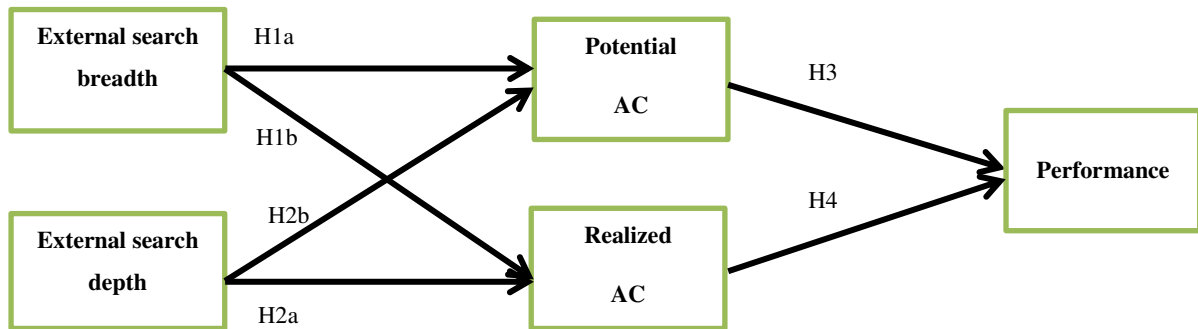 External search
breadth
H1a
Potential
AC
H3
H1b
Performance
H2b
H4
External search
depth
Realized
AC
H2a